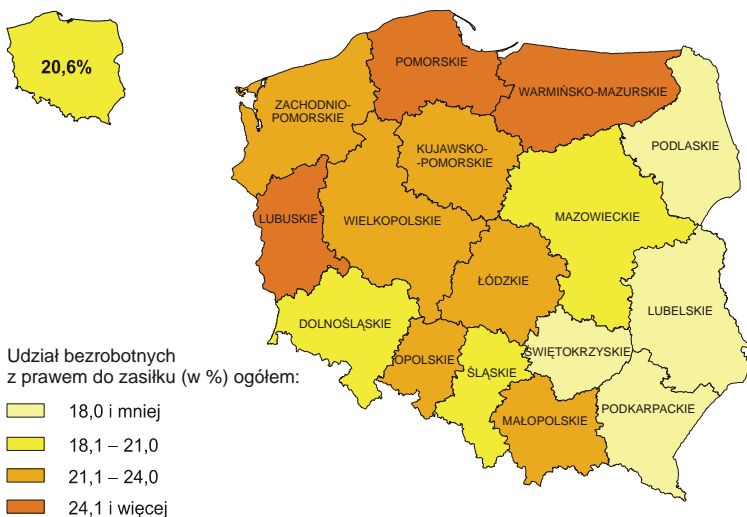 20,6%
POMORSKIE
WARMIŃSKO-MAZURSKIE
ZACHODNIO-
POMORSKIE
KUJAWSKO-
-POMORSKIE
PODLASKIE
LUBUSKIE
WIELKOPOLSKIE
MAZOWIECKIE
ŁÓDZKIE
LUBELSKIE
DOLNOŚLĄSKIE
OPOLSKIE
ŚLĄSKIE
ŚWIĘTOKRZYSKIE
MAŁOPOLSKIE
PODKARPACKIE
Udział bezrobotnych
z prawem do zasiłku (w %) ogółem:
18,0 i mniej
18,1 – 21,0
21,1 – 24,0
24,1 i więcej